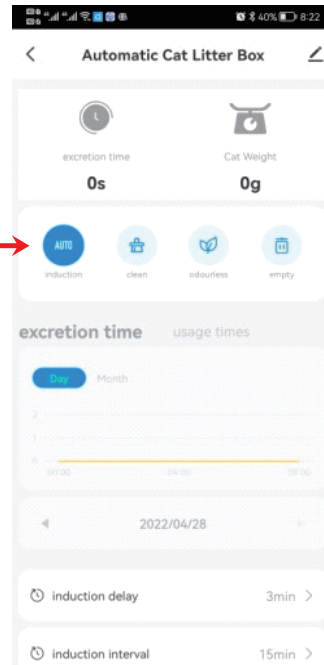 40% 8:22
Automatic Cat Litter Box
excretion time Cat Weight
0s 0g
AUTO
induction clean odourless empty
excretion time usage times
Day Month
2
1
0
00:00 04:00 08:00
2022/04/28
induction delay 3min
induction interval 15min